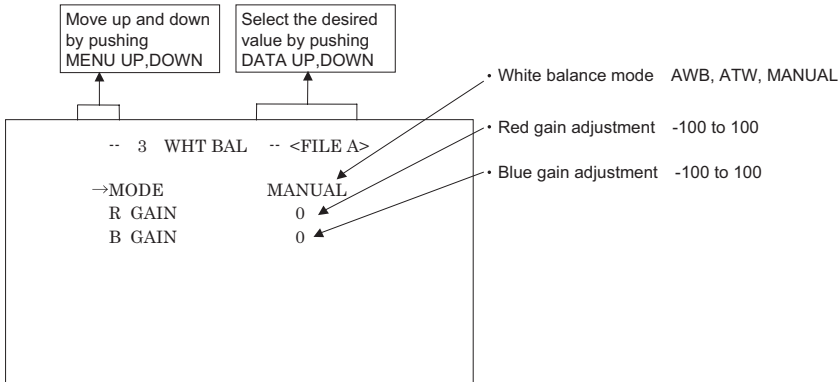 Move up and down
by pushing
MENU UP,DOWN
Select the desired
value by pushing
DATA UP,DOWN
・White balance mode AWB, ATW, MANUAL
・Red gain adjustment -100 to 100
・Blue gain adjustment -100 to 100
-- 3 WHT BAL -- <FILE A>
→MODE MANUAL
R GAIN 0
B GAIN 0